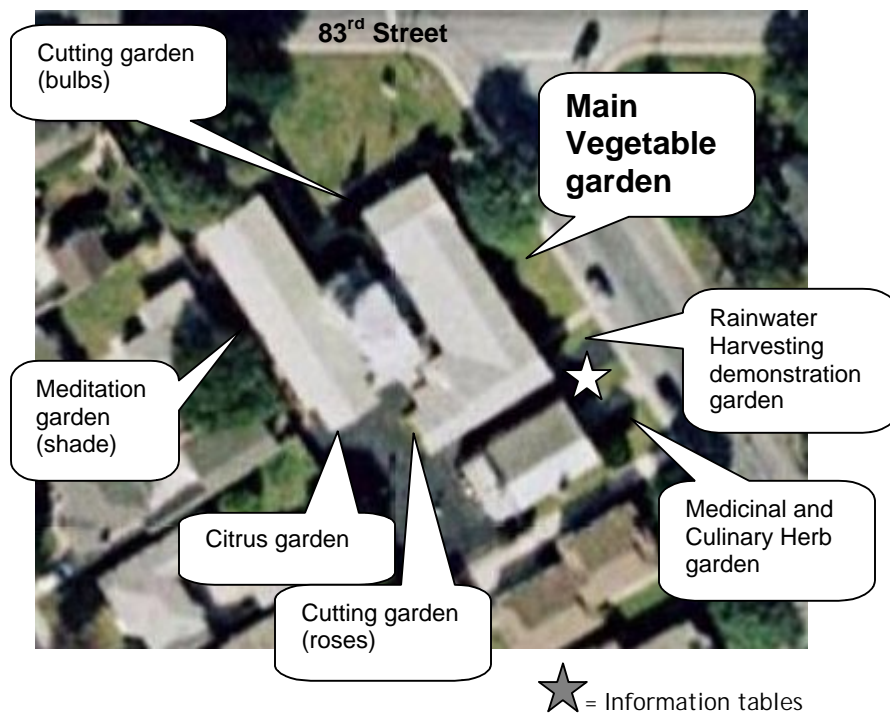 83rd Street
Cutting garden
(bulbs)
Main
Vegetable
garden
Rainwater
Harvesting
demonstration
garden
Meditation
garden
(shade)
Medicinal and
Culinary Herb
garden
Citrus garden
Cutting garden
(roses)
= Information tables